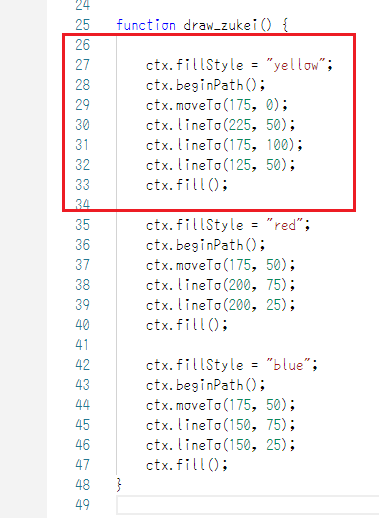 24
25 function draw_zukei() {
26
27 ctx.fillStyle = "yellow";
28 ctx.beginPath();
29 ctx.moveTo(175, 0);
30 ctx.lineTo(225, 50);
31 ctx.lineTo(175, 100);
32 ctx.lineTo(125, 50);
33 ctx.fill();
34
35 ctx.fillStyle = "red";
36 ctx.beginPath();
37 ctx.moveTo(175, 50);
38 ctx.lineTo(200, 75);
39 ctx.lineTo(200, 25);
40 ctx.fill();
41
42 ctx.fillStyle = "blue";
43 ctx.beginPath();
44 ctx.moveTo(175, 50);
45 ctx.lineTo(150, 75);
46 ctx.lineTo(150, 25);
47 ctx.fill();
48 }
49